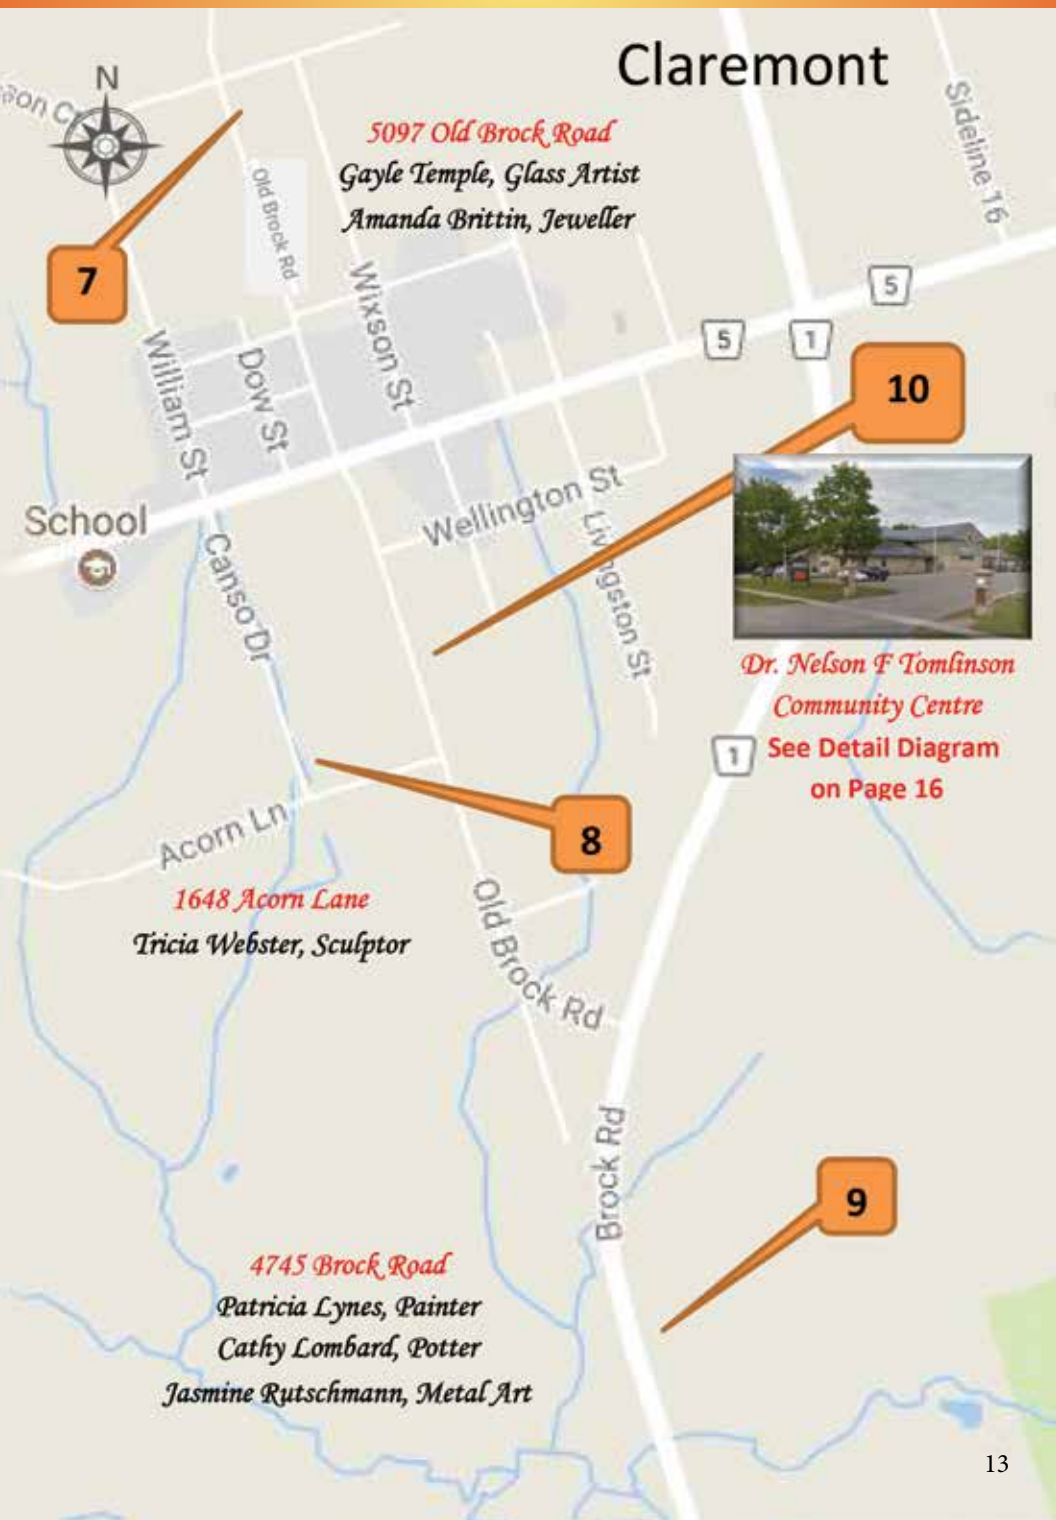 Claremont
N
5097 Old Brock Road
Gayle Temple, Glass Artist
Amanda Brittin, Jeweller
Sideline 16
Old Brock Rd
7
Wixson St
5
5
1
William St
Dow St
10
School
Wellington St
Livingston St
Canso Dr
Dr. Nelson F Tomlinson
Community Centre
1
See Detail Diagram
on Page 16
8
Acorn Ln
1648 Acorn Lane
Tricia Webster, Sculptor
Old Brock Rd
Brock Rd
9
4745 Brock Road
Patricia Lynes, Painter
Cathy Lombard, Potter
Jasmine Rutschmann, Metal Art
13